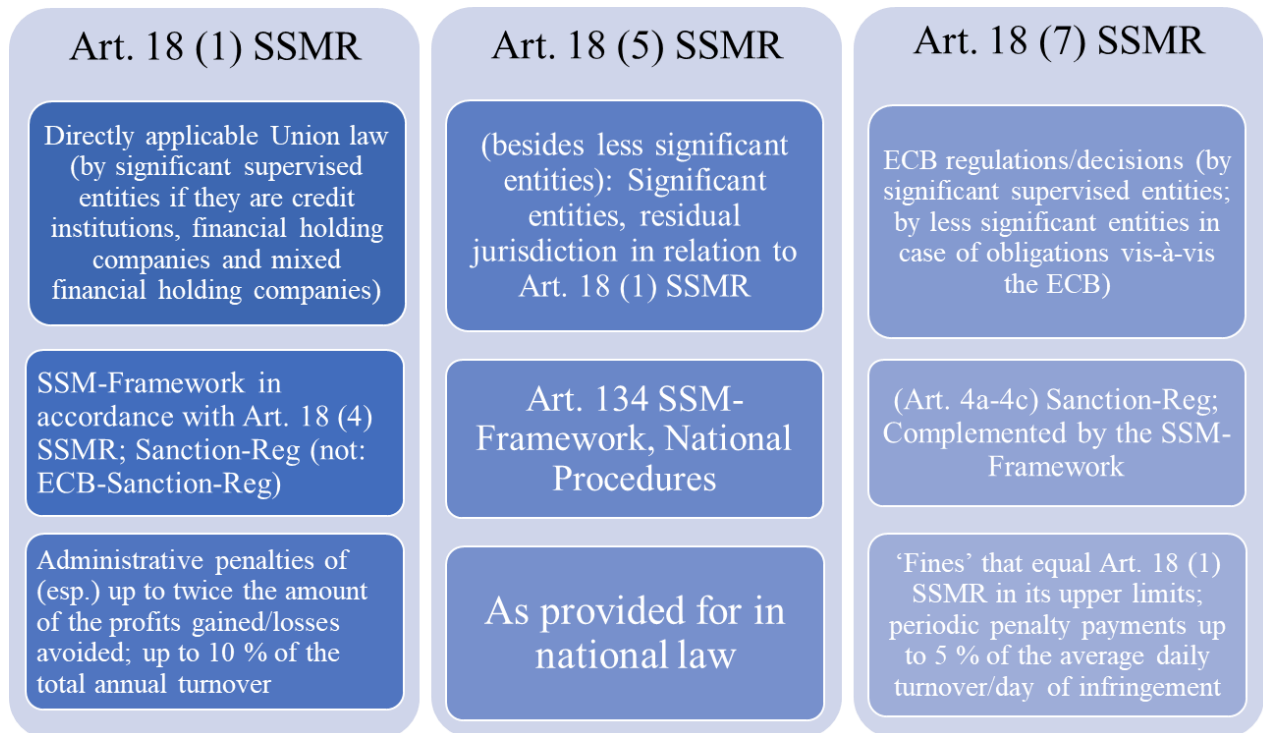 Art. 18 (1) SSMR
Directly applicable Union law
(by significant supervised
entities if they are credit
institutions, financial holding
companies and mixed
financial holding companies)
SSM-Framework in
accordance with Art. 18 (4)
SSMR; Sanction-Reg (not:
ECB-Sanction-Reg)
Administrative penalties of
(esp.) up to twice the amount
of the profits gained/losses
avoided; up to 10 % of the
total annual turnover
Art. 18 (5) SSMR
(besides less significant
entities): Significant
entities, residual
jurisdiction in relation to
Art. 18 (1) SSMR
Art. 134 SSM-
Framework, National
Procedures
As provided for in
national law
Art. 18 (7) SSMR
ECB regulations/decisions (by
significant supervised entities;
by less significant entities in
case of obligations vis-à-vis
the ECB)
(Art. 4a-4c) Sanction-Reg;
Complemented by the SSM-
Framework
‘Fines’ that equal Art. 18 (1)
SSMR in its upper limits;
periodic penalty payments up
to 5 % of the average daily
turnover/day of infringement